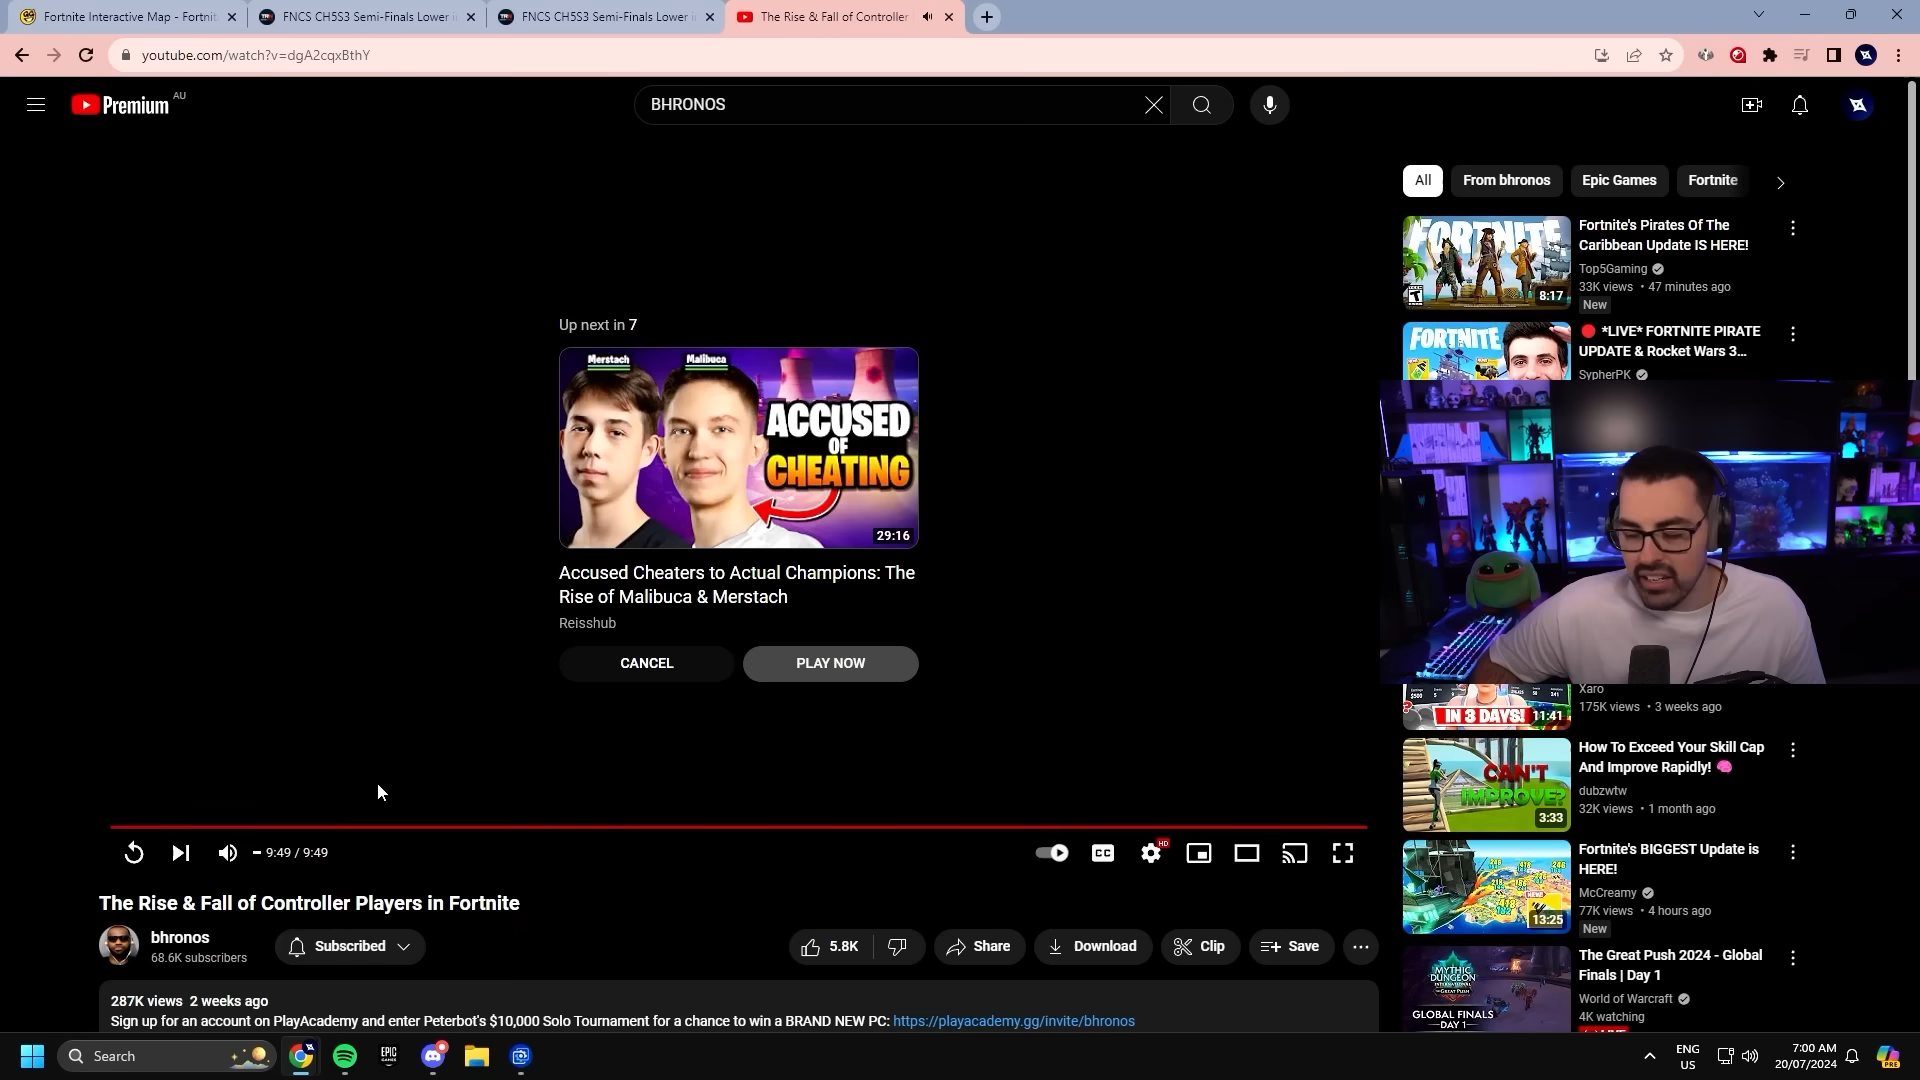 Fortnite Interactive Map - Fortnit
FNCS CH5S3 Semi-Finals Lower i
FNCS CH5S3 Semi-Finals Lower i
The Rise & Fall of Controller
youtube.com/watch?v=dgA2cqxBthY
Premium AU
BHRONOS
All
From bhronos
Epic Games
Fortnite
Up next in 7
Merstach
Malibuca
ACCUSED
OF
CHEATING
29:16
Accused Cheaters to Actual Champions: The
Rise of Malibuca & Merstach
Reisshub
CANCEL
PLAY NOW
9:49 / 9:49
CC
HD
The Rise & Fall of Controller Players in Fortnite
bhronos
68.6K subscribers
Subscribed
5.8K
Share
Download
Clip
Save
287K views 2 weeks ago
Sign up for an account on PlayAcademy and enter Peterbot's $10,000 Solo Tournament for a chance to win a BRAND NEW PC: https://playacademy.gg/invite/bhronos
FORTNITE
8:17
Fortnite's Pirates Of The
Caribbean Update IS HERE!
Top5Gaming
33K views • 47 minutes ago
New
FORTNITE
*LIVE* FORTNITE PIRATE
UPDATE & Rocket Wars 3...
SypherPK
IN 3 DAYS!
11:41
Xaro
175K views • 3 weeks ago
CAN'T
IMPROVE?
3:33
How To Exceed Your Skill Cap
And Improve Rapidly!
dubzwtw
32K views • 1 month ago
13:25
Fortnite's BIGGEST Update is
HERE!
McCreamy
77K views • 4 hours ago
New
MYTHIC
DUNGEON
INTERNATIONAL
GLOBAL FINALS
DAY 1
The Great Push 2024 - Global
Finals | Day 1
World of Warcraft
4K watching
Search
EPIC
GAMES
ENG
US
7:00 AM
20/07/2024
PRE